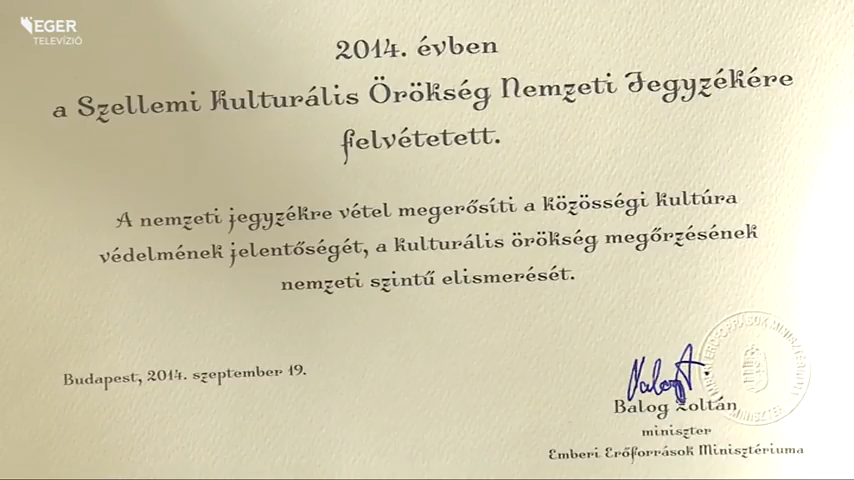 EGER
TELEVÍZIÓ
2014. évben
a Szellemi Kulturális Örökség Nemzeti Jegyzékére
felvétetett.
A nemzeti jegyzékre vétel megerősíti a közösségi kultúra
védelmének jelentőségét, a kulturális örökség megőrzésének
nemzeti szintű elismerését.
Budapest, 2014. szeptember 19.
Balog Zoltán
miniszter
Emberi Erőforrások Minisztériuma